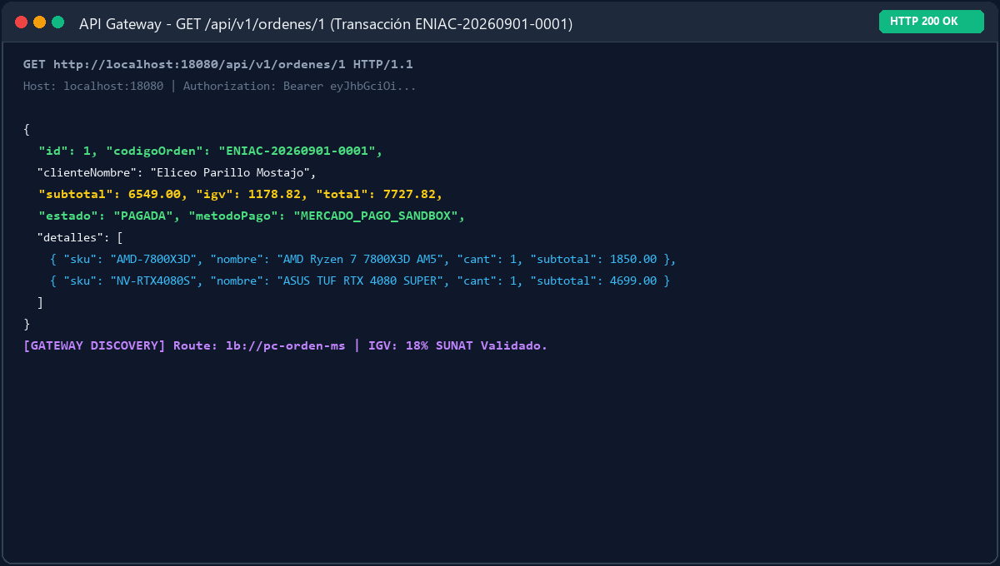 API Gateway - GET /api/v1/ordenes/1 (Transacción ENIAC-20260901-0001)
HTTP 200 OK
GET http://localhost:18080/api/v1/ordenes/1 HTTP/1.1
Host: localhost:18080 | Authorization: Bearer eyJhbGciOi...
{
"id": 1, "codigoOrden": "ENIAC-20260901-0001",
"clienteNombre": "Eliceo Parillo Mostajo",
"subtotal": 6549.00, "igv": 1178.82, "total": 7727.82,
"estado": "PAGADA", "metodoPago": "MERCADO_PAGO_SANDBOX",
"detalles": [
{ "sku": "AMD-7800X3D", "nombre": "AMD Ryzen 7 7800X3D AM5", "cant": 1, "subtotal": 1850.00 },
{ "sku": "NV-RTX4080S", "nombre": "ASUS TUF RTX 4080 SUPER", "cant": 1, "subtotal": 4699.00 }
]
}
[GATEWAY DISCOVERY] Route: lb://pc-orden-ms | IGV: 18% SUNAT Validado.